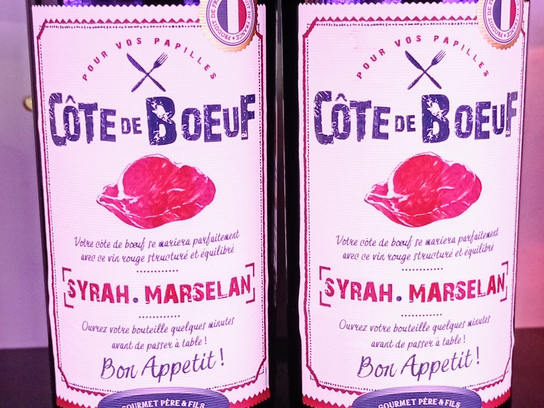 POUR VOS PAPILLES
CÔTE DE BOEUF
Votre côte de bœuf se mariera parfaitement
avec ce vin rouge structuré et équilibré
SYRAH. MARSELAN
Ouvrez votre bouteille quelques minutes
avant de passer à table !
Bon Appetit !
GOURMET PÈRE & FILS
POUR VOS PAPILLES
CÔTE DE BOEUF
Votre côte de bœuf se mariera parfaitement
avec ce vin rouge structuré et équilibré
SYRAH. MARSELAN
Ouvrez votre bouteille quelques minutes
avant de passer à table !
Bon Appetit !
GOURMET PÈRE & FILS